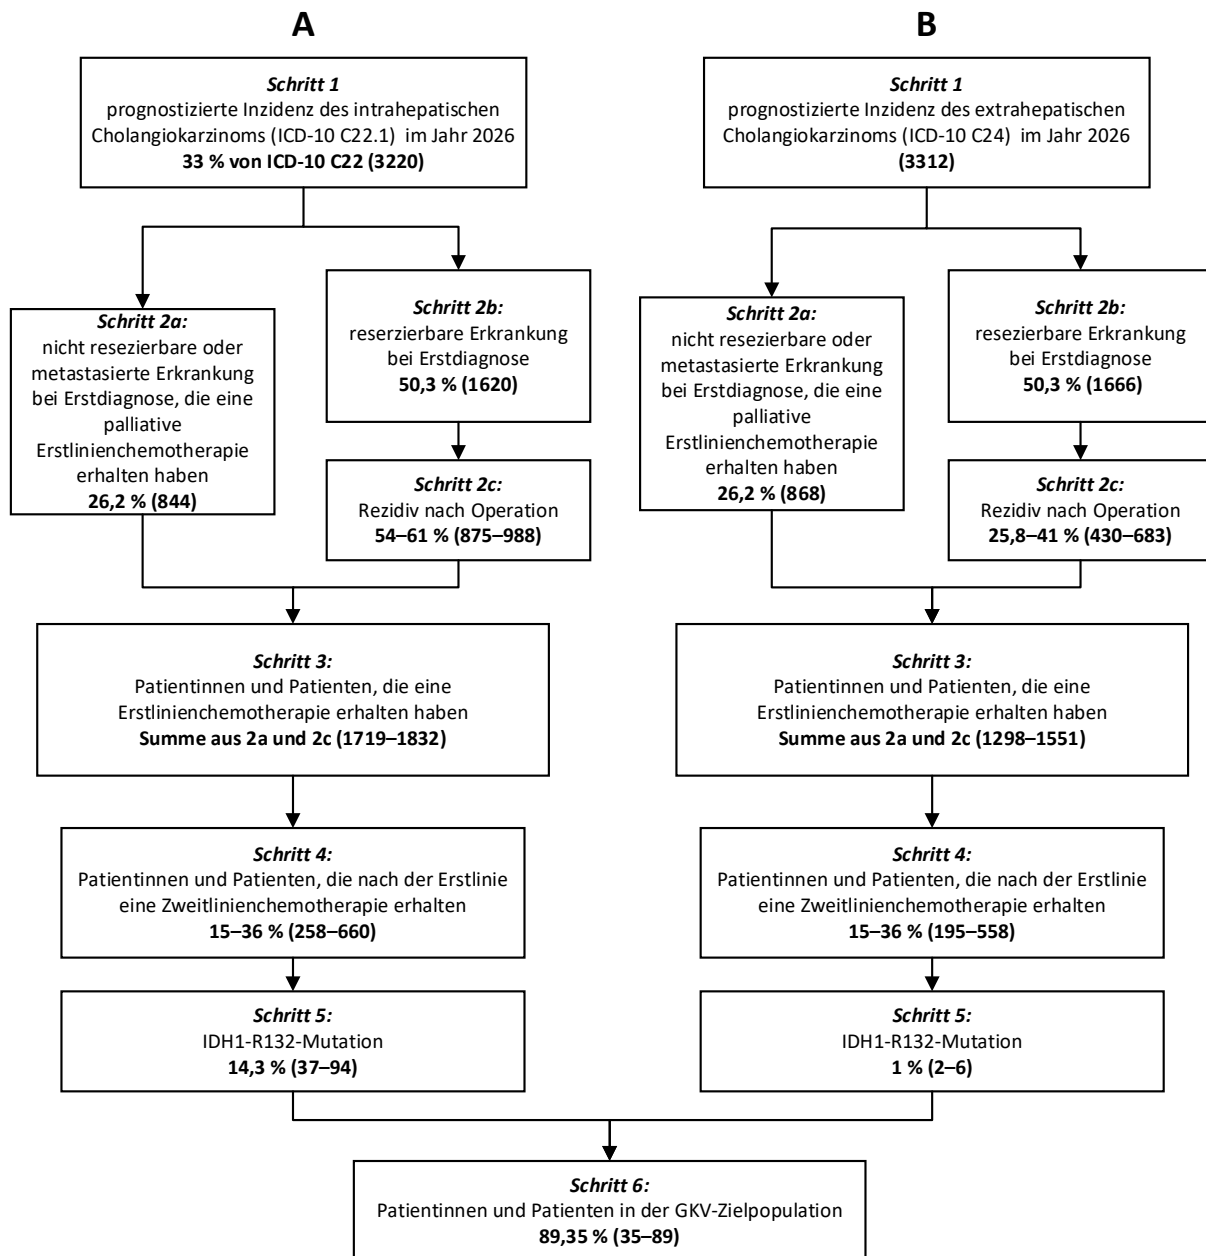 A
Schritt 1
prognostizierte Inzidenz des intrahepatischen
Cholangiokarzinoms (ICD-10 C22.1)  im Jahr 2026
33 % von ICD-10 C22 (3220)
Schritt 2a:
nicht resezierbare oder
metastasierte Erkrankung
bei Erstdiagnose, die eine
palliative
Erstlinienchemotherapie
erhalten haben
26,2 % (844)
Schritt 2b:
reserzierbare Erkrankung
bei Erstdiagnose
50,3 % (1620)
Schritt 2c:
Rezidiv nach Operation
54–61 % (875–988)
Schritt 3:
Patientinnen und Patienten, die eine
Erstlinienchemotherapie erhalten haben
Summe aus 2a und 2c (1719–1832)
Schritt 4:
Patientinnen und Patienten, die nach der Erstlinie
eine Zweitlinienchemotherapie erhalten
15–36 % (258–660)
Schritt 5:
IDH1-R132-Mutation
14,3 % (37–94)
B
Schritt 1
prognostizierte Inzidenz des extrahepatischen
Cholangiokarzinoms (ICD-10 C24)  im Jahr 2026
(3312)
Schritt 2a:
nicht resezierbare oder
metastasierte Erkrankung
bei Erstdiagnose, die eine
palliative
Erstlinienchemotherapie
erhalten haben
26,2 % (868)
Schritt 2b:
resezierbare Erkrankung
bei Erstdiagnose
50,3 % (1666)
Schritt 2c:
Rezidiv nach Operation
25,8–41 % (430–683)
Schritt 3:
Patientinnen und Patienten, die eine
Erstlinienchemotherapie erhalten haben
Summe aus 2a und 2c (1298–1551)
Schritt 4:
Patientinnen und Patienten, die nach der Erstlinie
eine Zweitlinienchemotherapie erhalten
15–36 % (195–558)
Schritt 5:
IDH1-R132-Mutation
1 % (2–6)
Schritt 6:
Patientinnen und Patienten in der GKV-Zielpopulation
89,35 % (35–89)